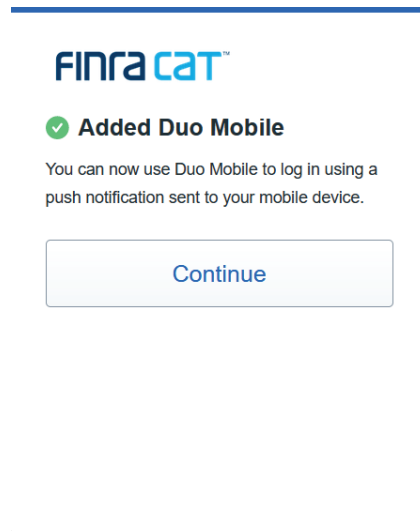 FINRA CAT™
Added Duo Mobile
You can now use Duo Mobile to log in using a
push notification sent to your mobile device.
Continue